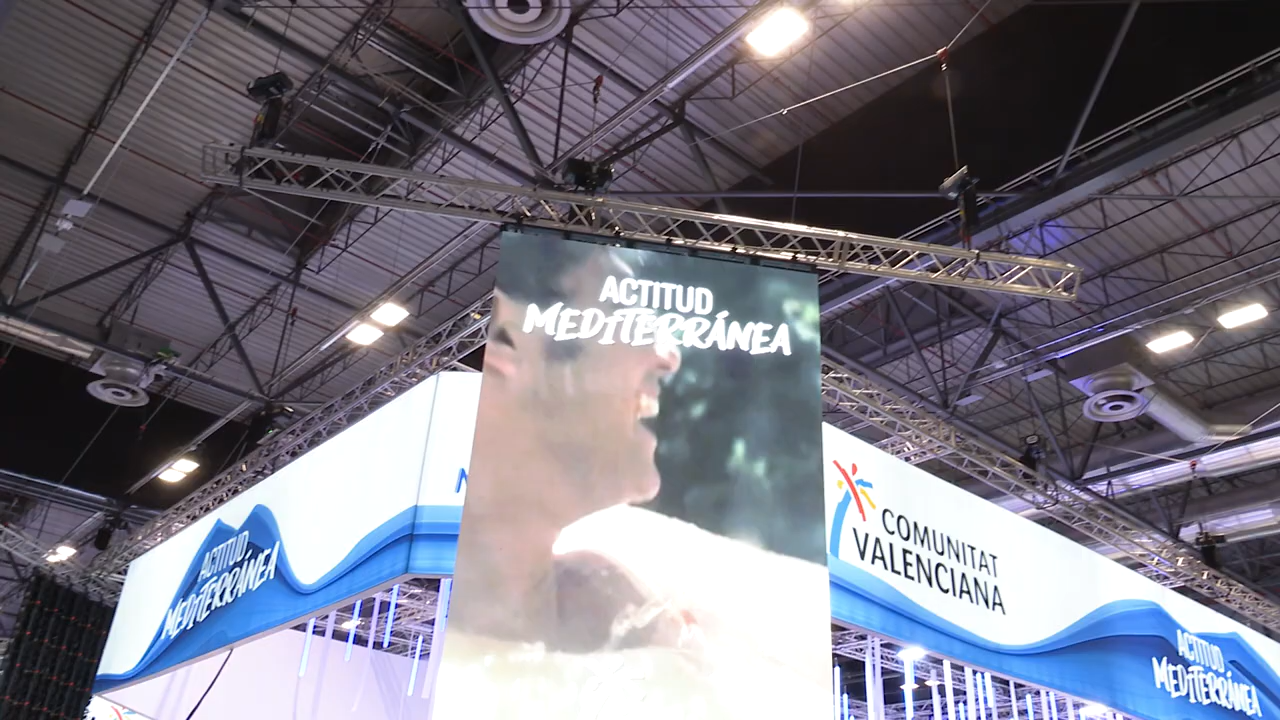 ACTITUD
MEDITERRÁNEA
ACTITUD
MEDITERRÁNEA
COMUNITAT
VALENCIANA
ACTITUD
MEDITERRÁNEA